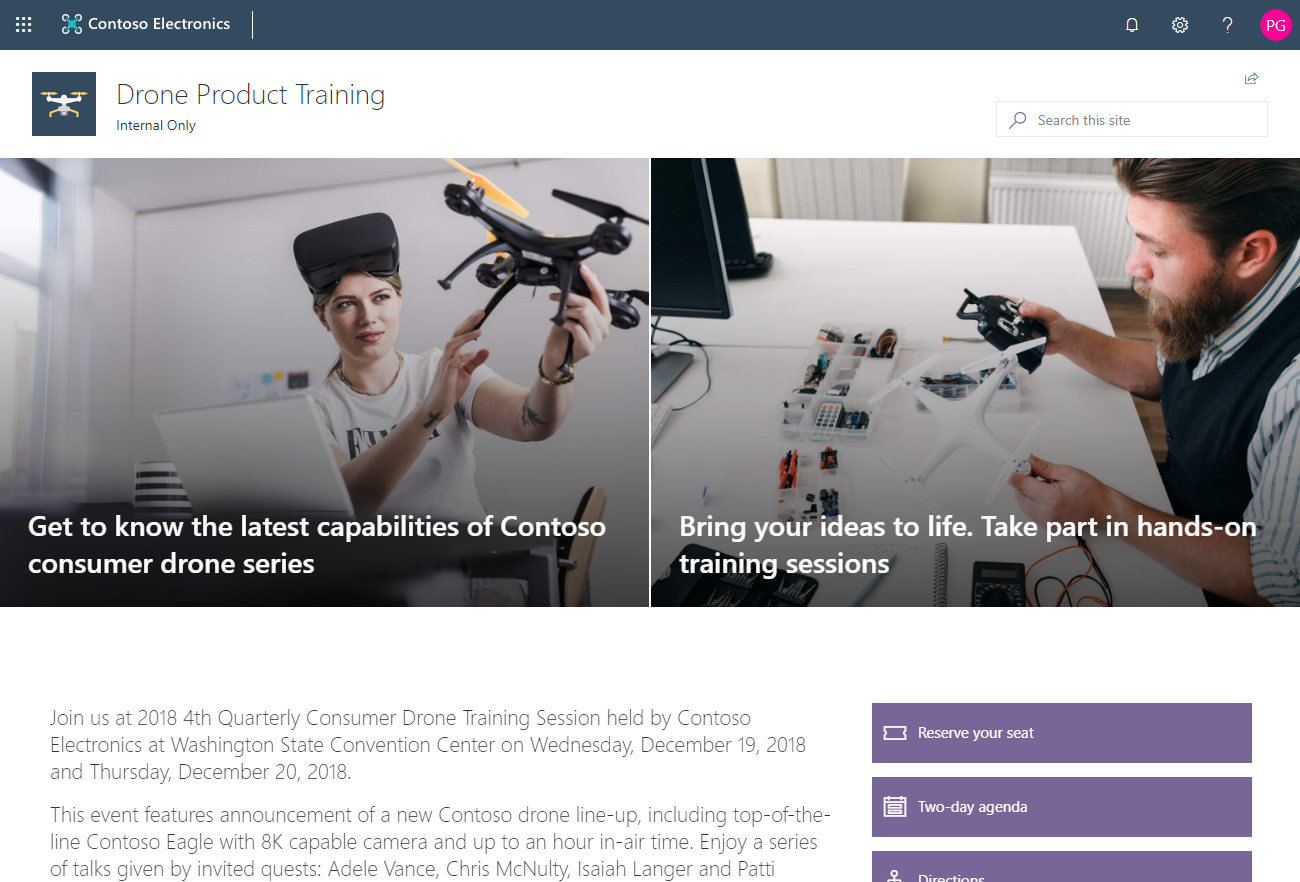 Contoso Electronics
PG
Drone Product Training
Internal Only
Search this site
Get to know the latest capabilities of Contoso
consumer drone series
Bring your ideas to life. Take part in hands-on
training sessions
Join us at 2018 4th Quarterly Consumer Drone Training Session held by Contoso
Electronics at Washington State Convention Center on Wednesday, December 19, 2018
and Thursday, December 20, 2018.
This event features announcement of a new Contoso drone line-up, including top-of-the-
line Contoso Eagle with 8K capable camera and up to an hour in-air time. Enjoy a series
of talks given by invited quests: Adele Vance, Chris McNulty, Isaiah Langer and Patti
Reserve your seat
Two-day agenda
Directions